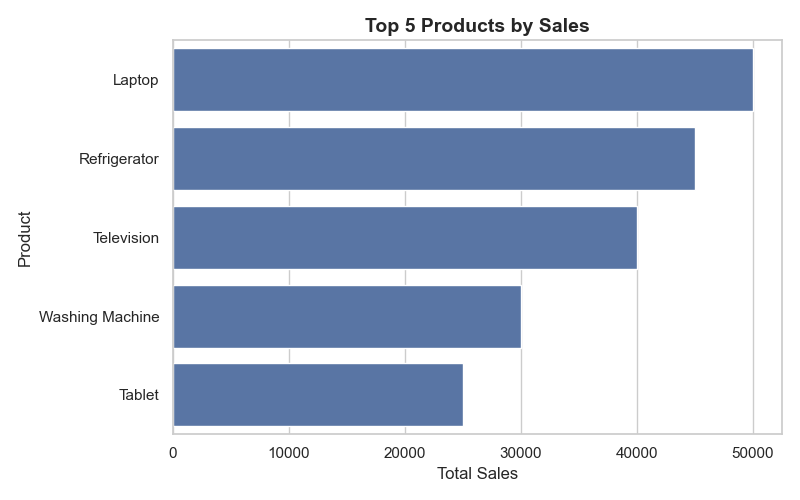 Top 5 Products by Sales
Product
Laptop
Refrigerator
Television
Washing Machine
Tablet
0 10000 20000 30000 40000 50000
Total Sales